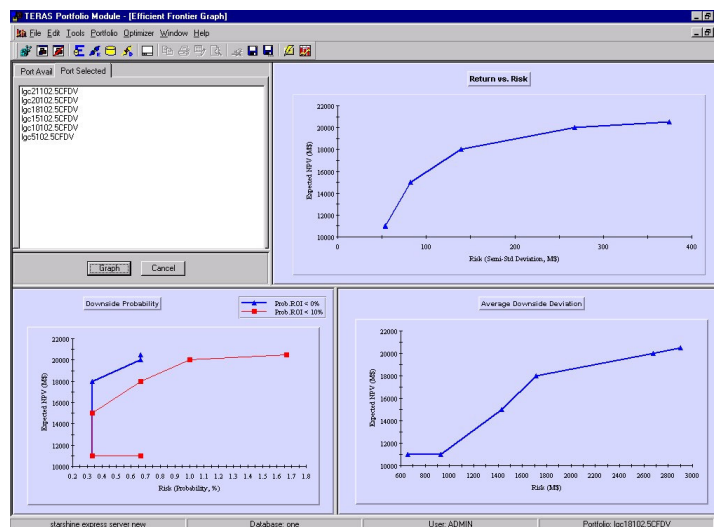 TERAS Portfolio Module - [Efficient Frontier Graph]
File Edit Tools Portfolio Optimizer Window Help
Port Avail Port Selected
lgc21102.5CFDV
lgc20102.5CFDV
lgc18102.5CFDV
lgc15102.5CFDV
lgc10102.5CFDV
lgc5102.5CFDV
Graph Cancel
Return vs. Risk
Expected NPV (M$)
22000
20000
18000
16000
14000
12000
10000
0 100 200 300 400
Risk (Semi-Std Deviation, M$)
Downside Probability
Prob.ROI < 0%
Prob.ROI < 10%
Expected NPV (M$)
22000
20000
18000
16000
14000
12000
10000
0.2 0.3 0.4 0.5 0.6 0.7 0.8 0.9 1.0 1.1 1.2 1.3 1.4 1.5 1.6 1.7 1.8
Risk (Probability, %)
Average Downside Deviation
Expected NPV (M$)
22000
20000
18000
16000
14000
12000
10000
600 800 1000 1200 1400 1600 1800 2000 2200 2400 2600 2800 3000
Risk (M$)
starshine express server new Database: one User: ADMIN Portfolio: lgc18102.5CFDV